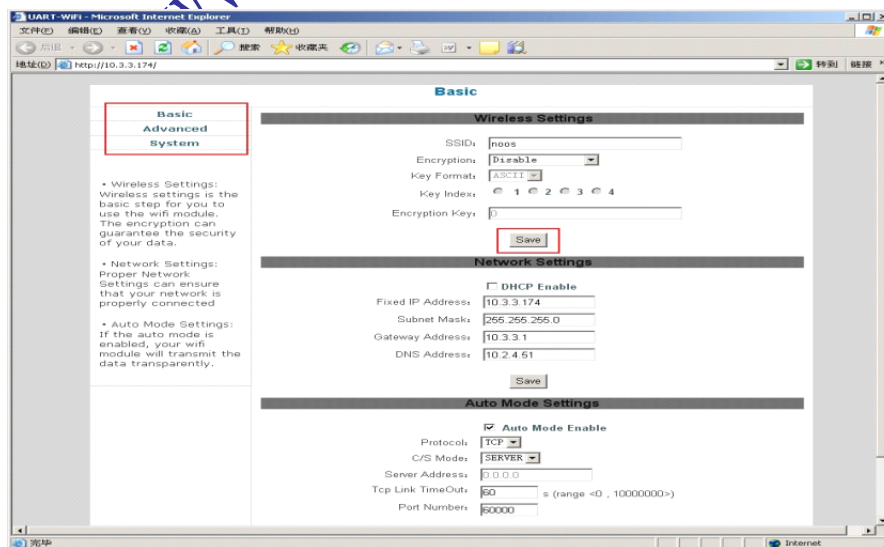 UART-WiFi - Microsoft Internet Explorer
文件(F) 编辑(E) 查看(V) 收藏(A) 工具(T) 帮助(H)
后退 搜索 收藏夹
地址(D) http://10.3.3.174/ 转到 链接
Basic
Basic
Advanced
System
• Wireless Settings:
Wireless settings is the
basic step for you to
use the wifi module.
The encryption can
guarantee the security
of your data.
• Network Settings:
Proper Network
Settings can ensure
that your network is
properly connected
• Auto Mode Settings:
If the auto mode is
enabled, your wifi
module will transmit the
data transparently.
Wireless Settings
SSID: noos
Encryption: Disable
Key Format: ASCII
Key Index: 1 2 3 4
Encryption Key: 0
Save
Network Settings
DHCP Enable
Fixed IP Address: 10.3.3.174
Subnet Mask: 255.255.255.0
Gateway Address: 10.3.3.1
DNS Address: 10.2.4.51
Save
Auto Mode Settings
Auto Mode Enable
Protocol: TCP
C/S Mode: SERVER
Server Address: 0.0.0.0
Tcp Link TimeOut: 60 s (range <0 , 10000000>)
Port Number: 60000
完毕 Internet